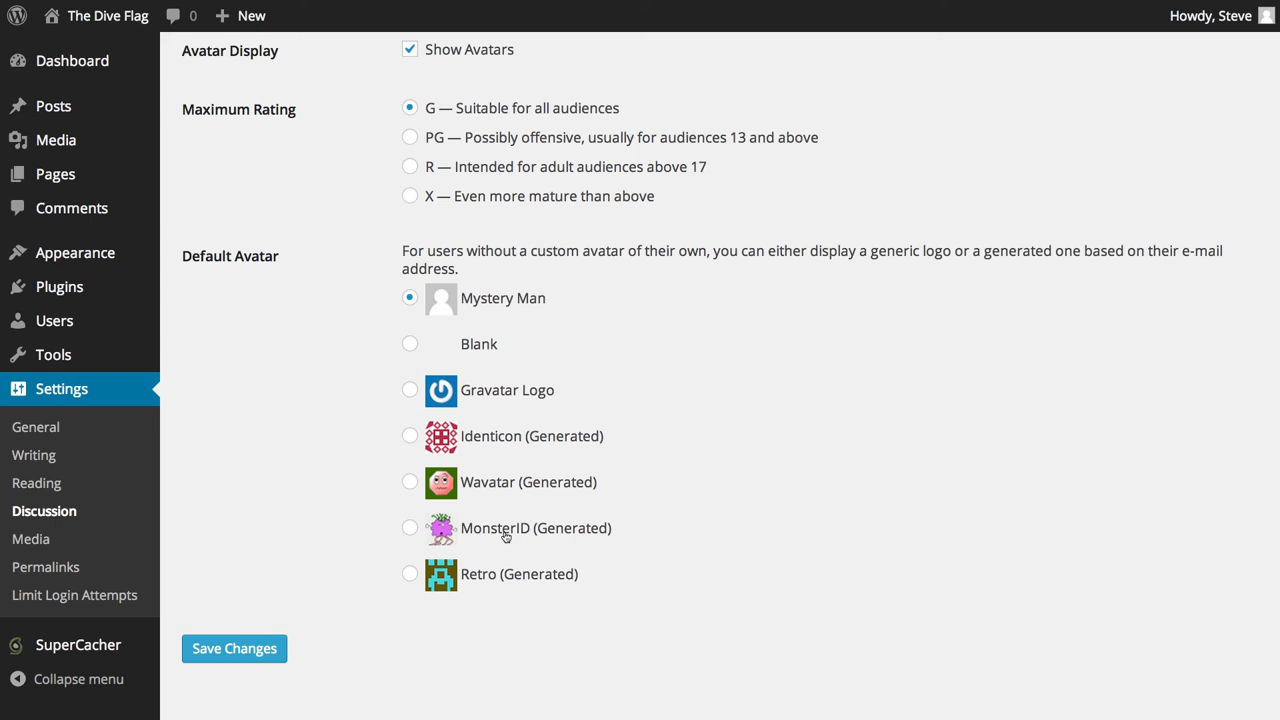 The Dive Flag 0 New Howdy, Steve
Dashboard
Posts
Media
Pages
Comments
Appearance
Plugins
Users
Tools
Settings
General
Writing
Reading
Discussion
Media
Permalinks
Limit Login Attempts
SuperCacher
Collapse menu
Avatar Display
Show Avatars
Maximum Rating
G — Suitable for all audiences
PG — Possibly offensive, usually for audiences 13 and above
R — Intended for adult audiences above 17
X — Even more mature than above
Default Avatar
For users without a custom avatar of their own, you can either display a generic logo or a generated one based on their e-mail
address.
Mystery Man
Blank
Gravatar Logo
Identicon (Generated)
Wavatar (Generated)
MonsterID (Generated)
Retro (Generated)
Save Changes